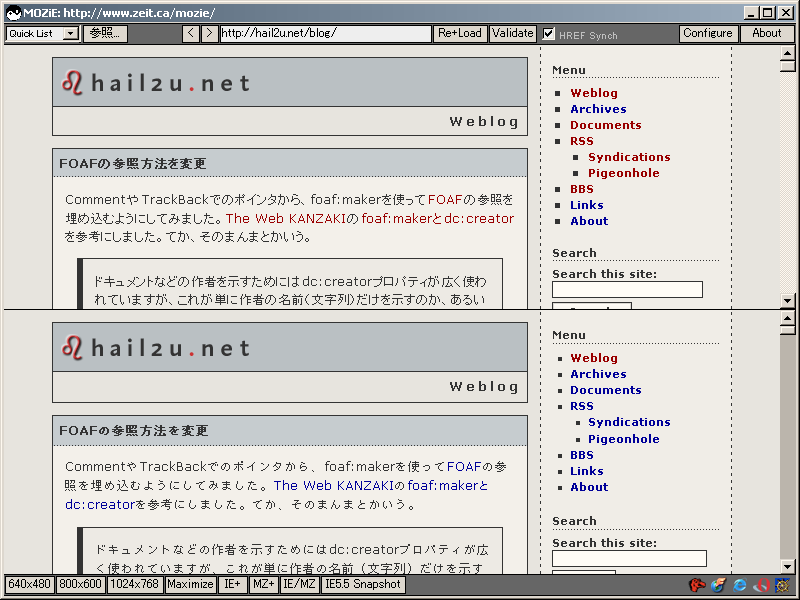 MOZiE: http://www.zeit.ca/mozie/
Quick List 参照... < > http://hail2u.net/blog/ Re+Load Validate HREF Synch Configure About
hail2u.net
Weblog
FOAFの参照方法を変更
CommentやTrackBackでのポインタから、foaf:makerを使ってFOAFの参照を
埋め込むようにしてみました。The Web KANZAKIのfoaf:makerとdc:creator
を参考にしました。てか、そのまんまとかいう。
ドキュメントなどの作者を示すためにはdc:creatorプロパティが広く使わ
れていますが、これが単に作者の名前(文字列)だけを示すのか、あるい
Menu
Weblog
Archives
Documents
RSS
Syndications
Pigeonhole
BBS
Links
About
Search
Search this site:
hail2u.net
Weblog
FOAFの参照方法を変更
CommentやTrackBackでのポインタから、foaf:makerを使ってFOAFの参
照を埋め込むようにしてみました。The Web KANZAKIのfoaf:makerと
dc:creatorを参考にしました。てか、そのまんまとかいう。
ドキュメントなどの作者を示すためにはdc:creatorプロパティが広
く使われていますが、これが単に作者の名前（文字列）だけを示す
Menu
Weblog
Archives
Documents
RSS
Syndications
Pigeonhole
BBS
Links
About
Search
Search this site:
640x480 800x600 1024x768 Maximize IE+ MZ+ IE/MZ IE5.5 Snapshot